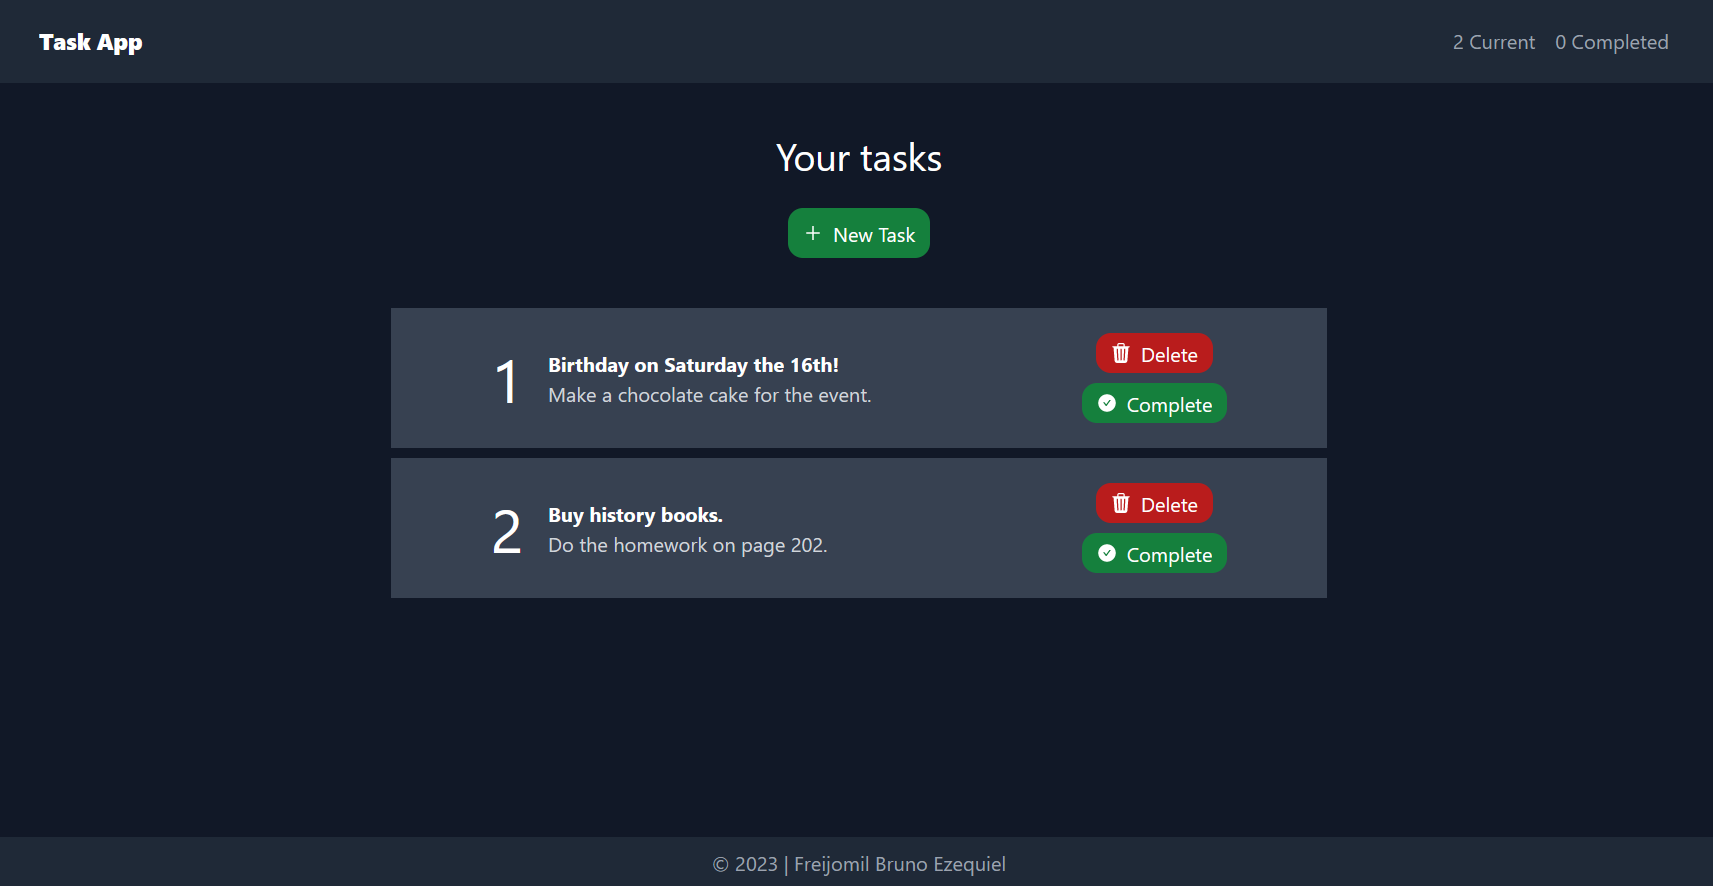 Task App
2 Current 0 Completed
Your tasks
+ New Task
1
Birthday on Saturday the 16th!
Make a chocolate cake for the event.
Delete
Complete
2
Buy history books.
Do the homework on page 202.
Delete
Complete
© 2023 | Freijomil Bruno Ezequiel